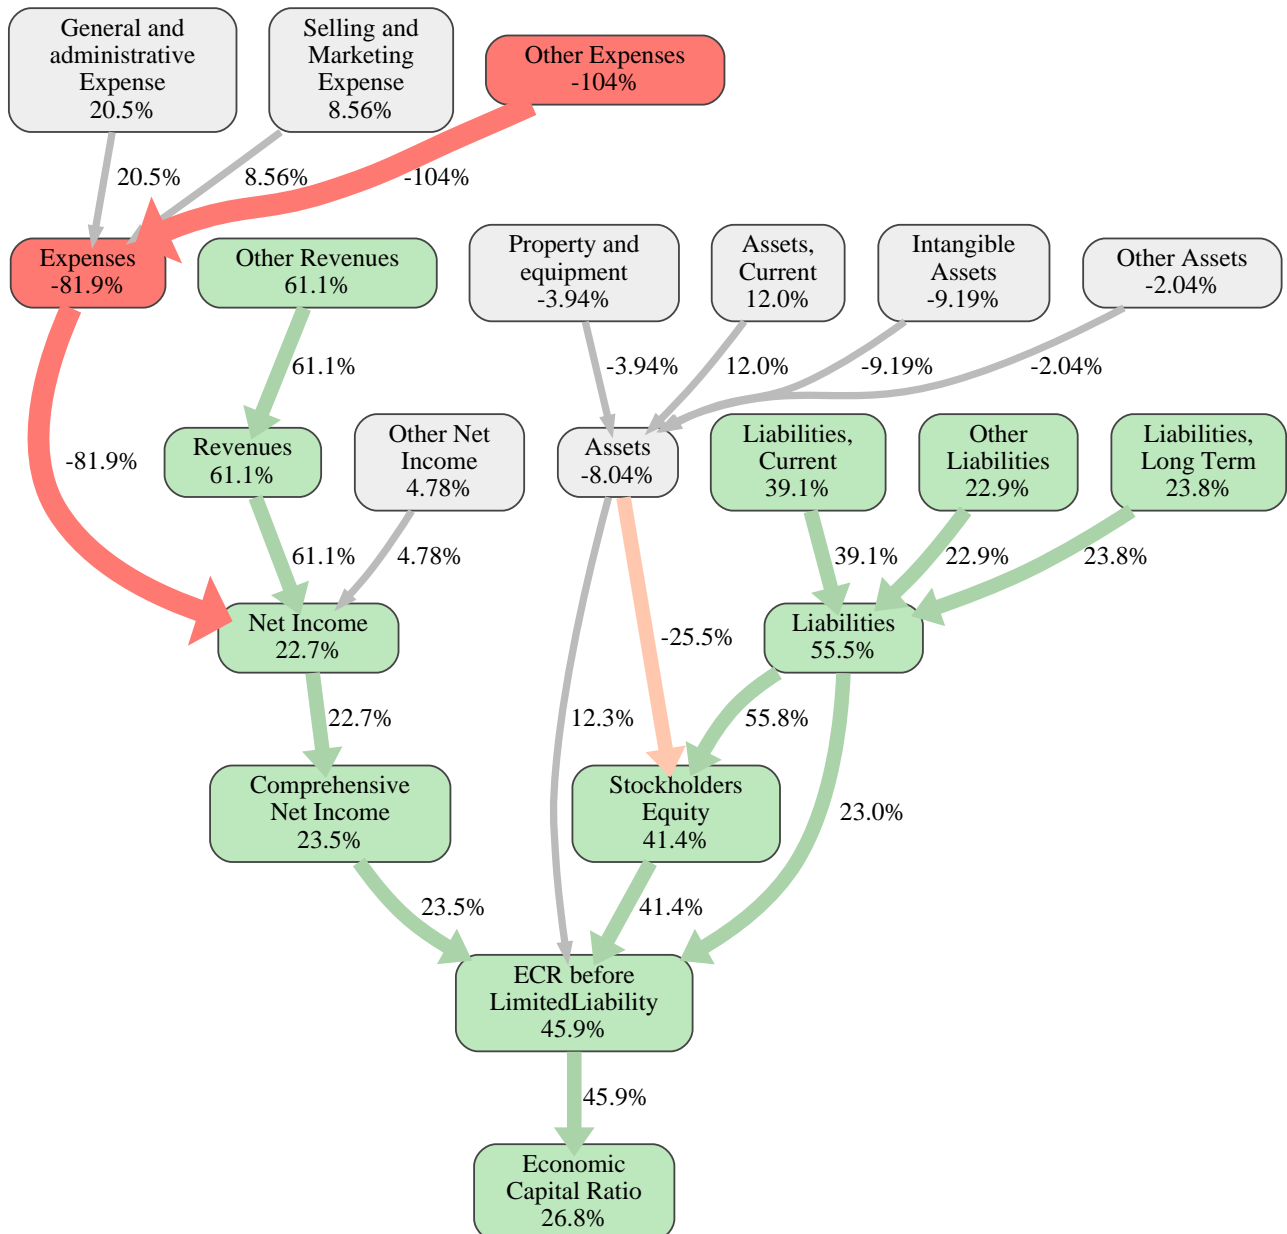 General and
administrative
Expense
20.5%
Selling and
Marketing
Expense
8.56%
Other Expenses
-104%
20.5%
8.56%
-104%
Expenses
-81.9%
Other Revenues
61.1%
Property and
equipment
-3.94%
Assets,
Current
12.0%
Intangible
Assets
-9.19%
Other Assets
-2.04%
61.1%
-3.94%
12.0%
-9.19%
-2.04%
-81.9%
Revenues
61.1%
Other Net
Income
4.78%
Assets
-8.04%
Liabilities,
Current
39.1%
Other
Liabilities
22.9%
Liabilities,
Long Term
23.8%
61.1%
4.78%
39.1%
22.9%
23.8%
Net Income
22.7%
-25.5%
Liabilities
55.5%
22.7%
12.3%
55.8%
Comprehensive
Net Income
23.5%
Stockholders
Equity
41.4%
23.0%
23.5%
41.4%
ECR before
LimitedLiability
45.9%
45.9%
Economic
Capital Ratio
26.8%